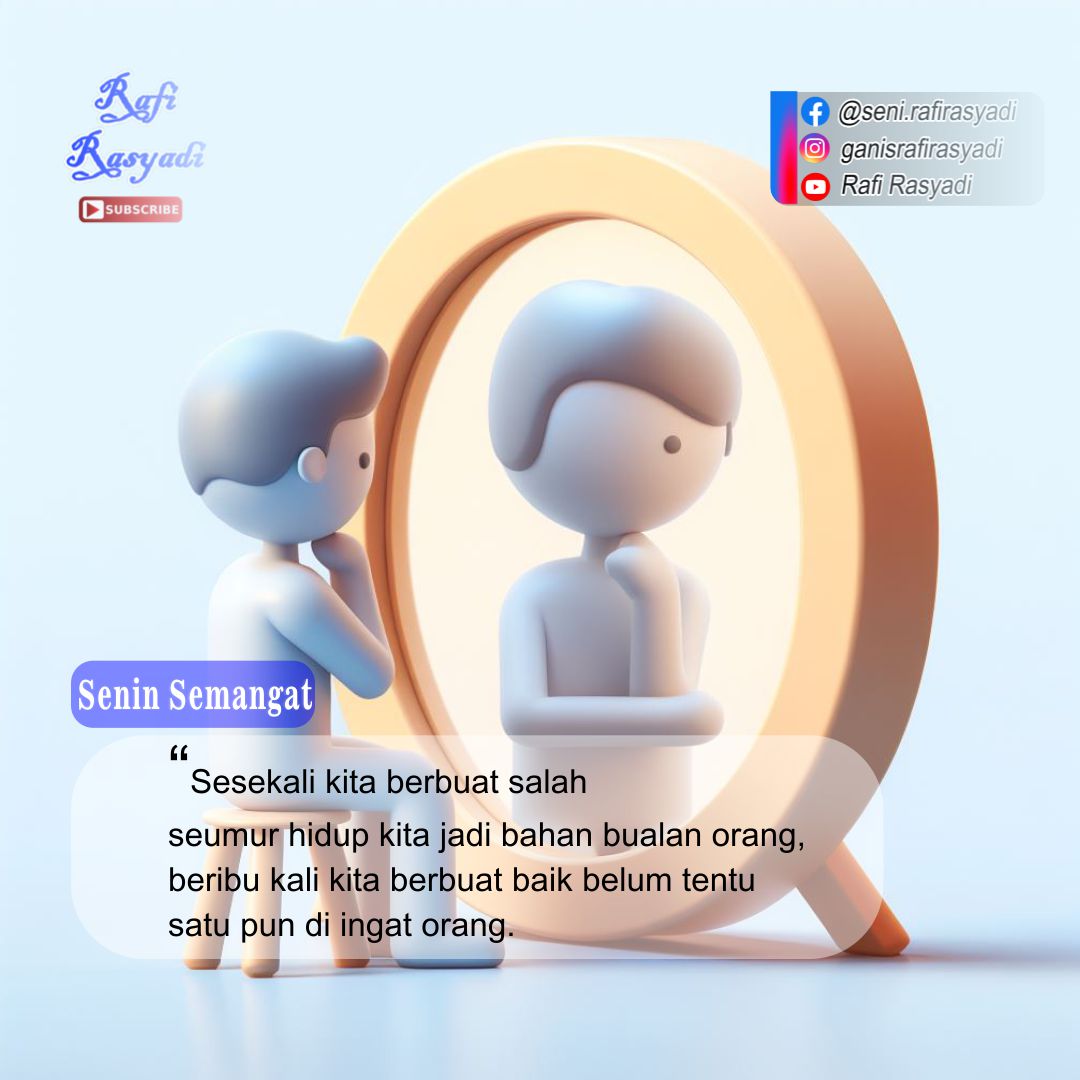 Rafi
Rasyadi
SUBSCRIBE
@seni.rafirasyadi
ganisrafirasyadi
Rafi Rasyadi
Senin Semangat
“Sesekali kita berbuat salah
seumur hidup kita jadi bahan bualan orang,
beribu kali kita berbuat baik belum tentu
satu pun di ingat orang.